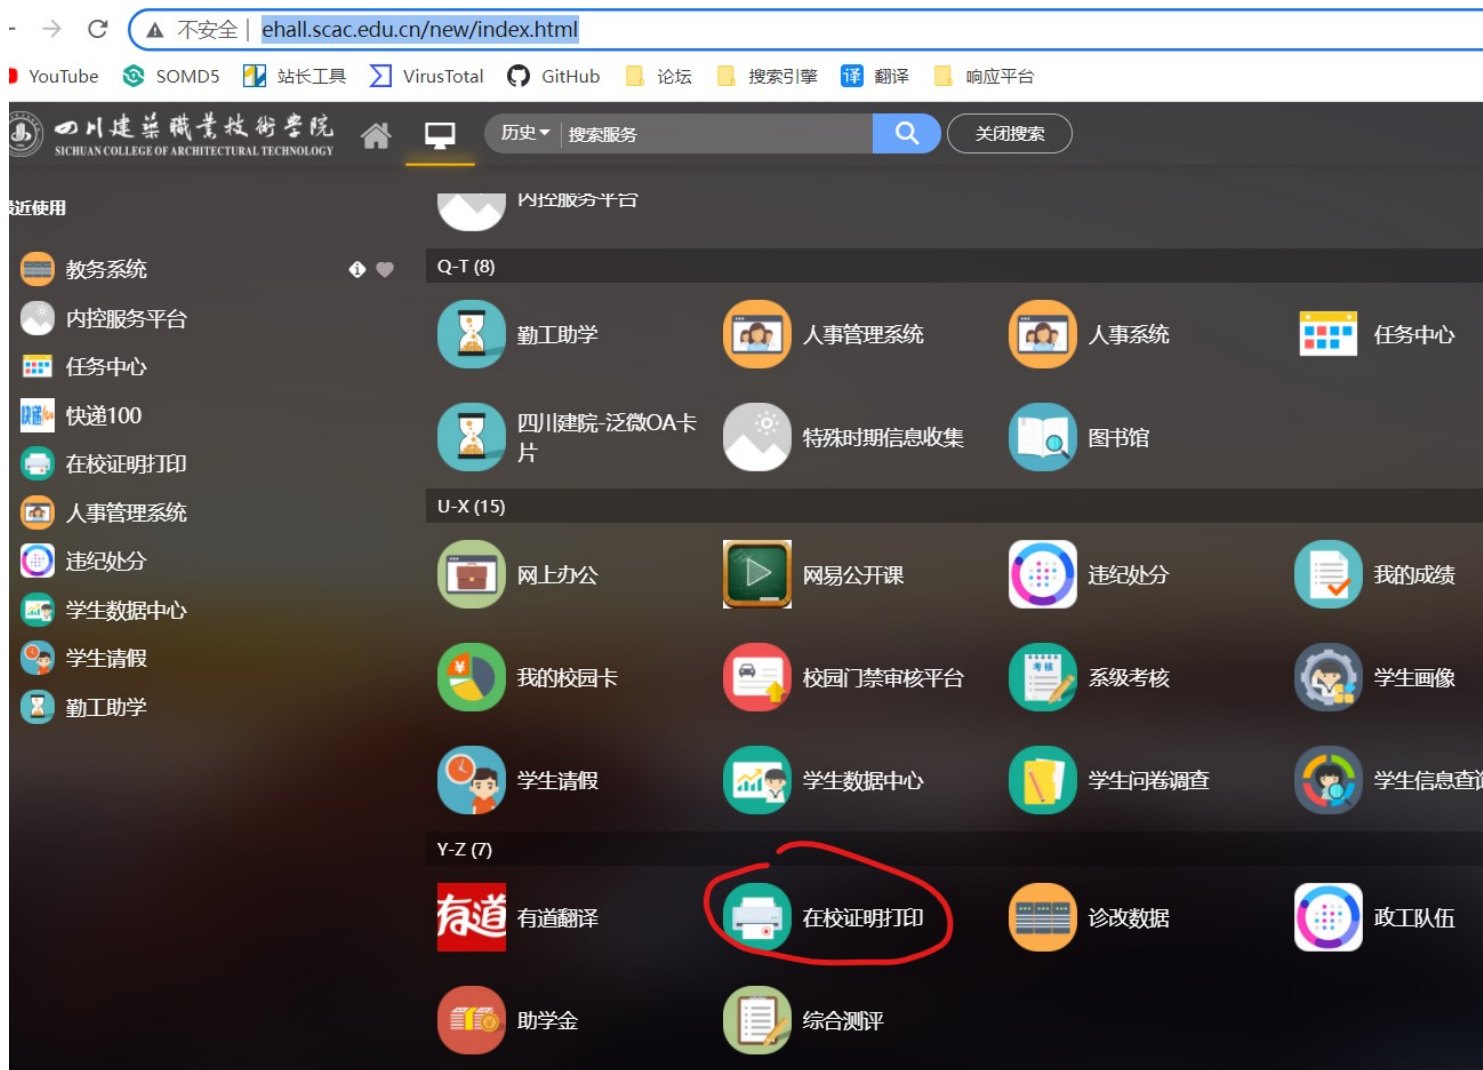 不安全 ehall.scac.edu.cn/new/index.html
YouTube SOMD5 站长工具 VirusTotal GitHub 论坛 搜索引擎 译 翻译 响应平台
四川建築職業技術學院
SICHUAN COLLEGE OF ARCHITECTURAL TECHNOLOGY
历史 搜索服务 关闭搜索
最近使用
教务系统
内控服务平台
任务中心
快递100
在校证明打印
人事管理系统
违纪处分
学生数据中心
学生请假
勤工助学
内控服务平台
Q-T (8)
勤工助学 人事管理系统 人事系统 任务中心
四川建院-泛微OA卡
片
特殊时期信息收集 图书馆
U-X (15)
网上办公 网易公开课 违纪处分 我的成绩
我的校园卡 校园门禁审核平台 考核 系级考核 学生画像
学生请假 学生数据中心 学生问卷调查 学生信息查询
Y-Z (7)
有道 有道翻译 在校证明打印 诊改数据 政工队伍
助学金 综合测评